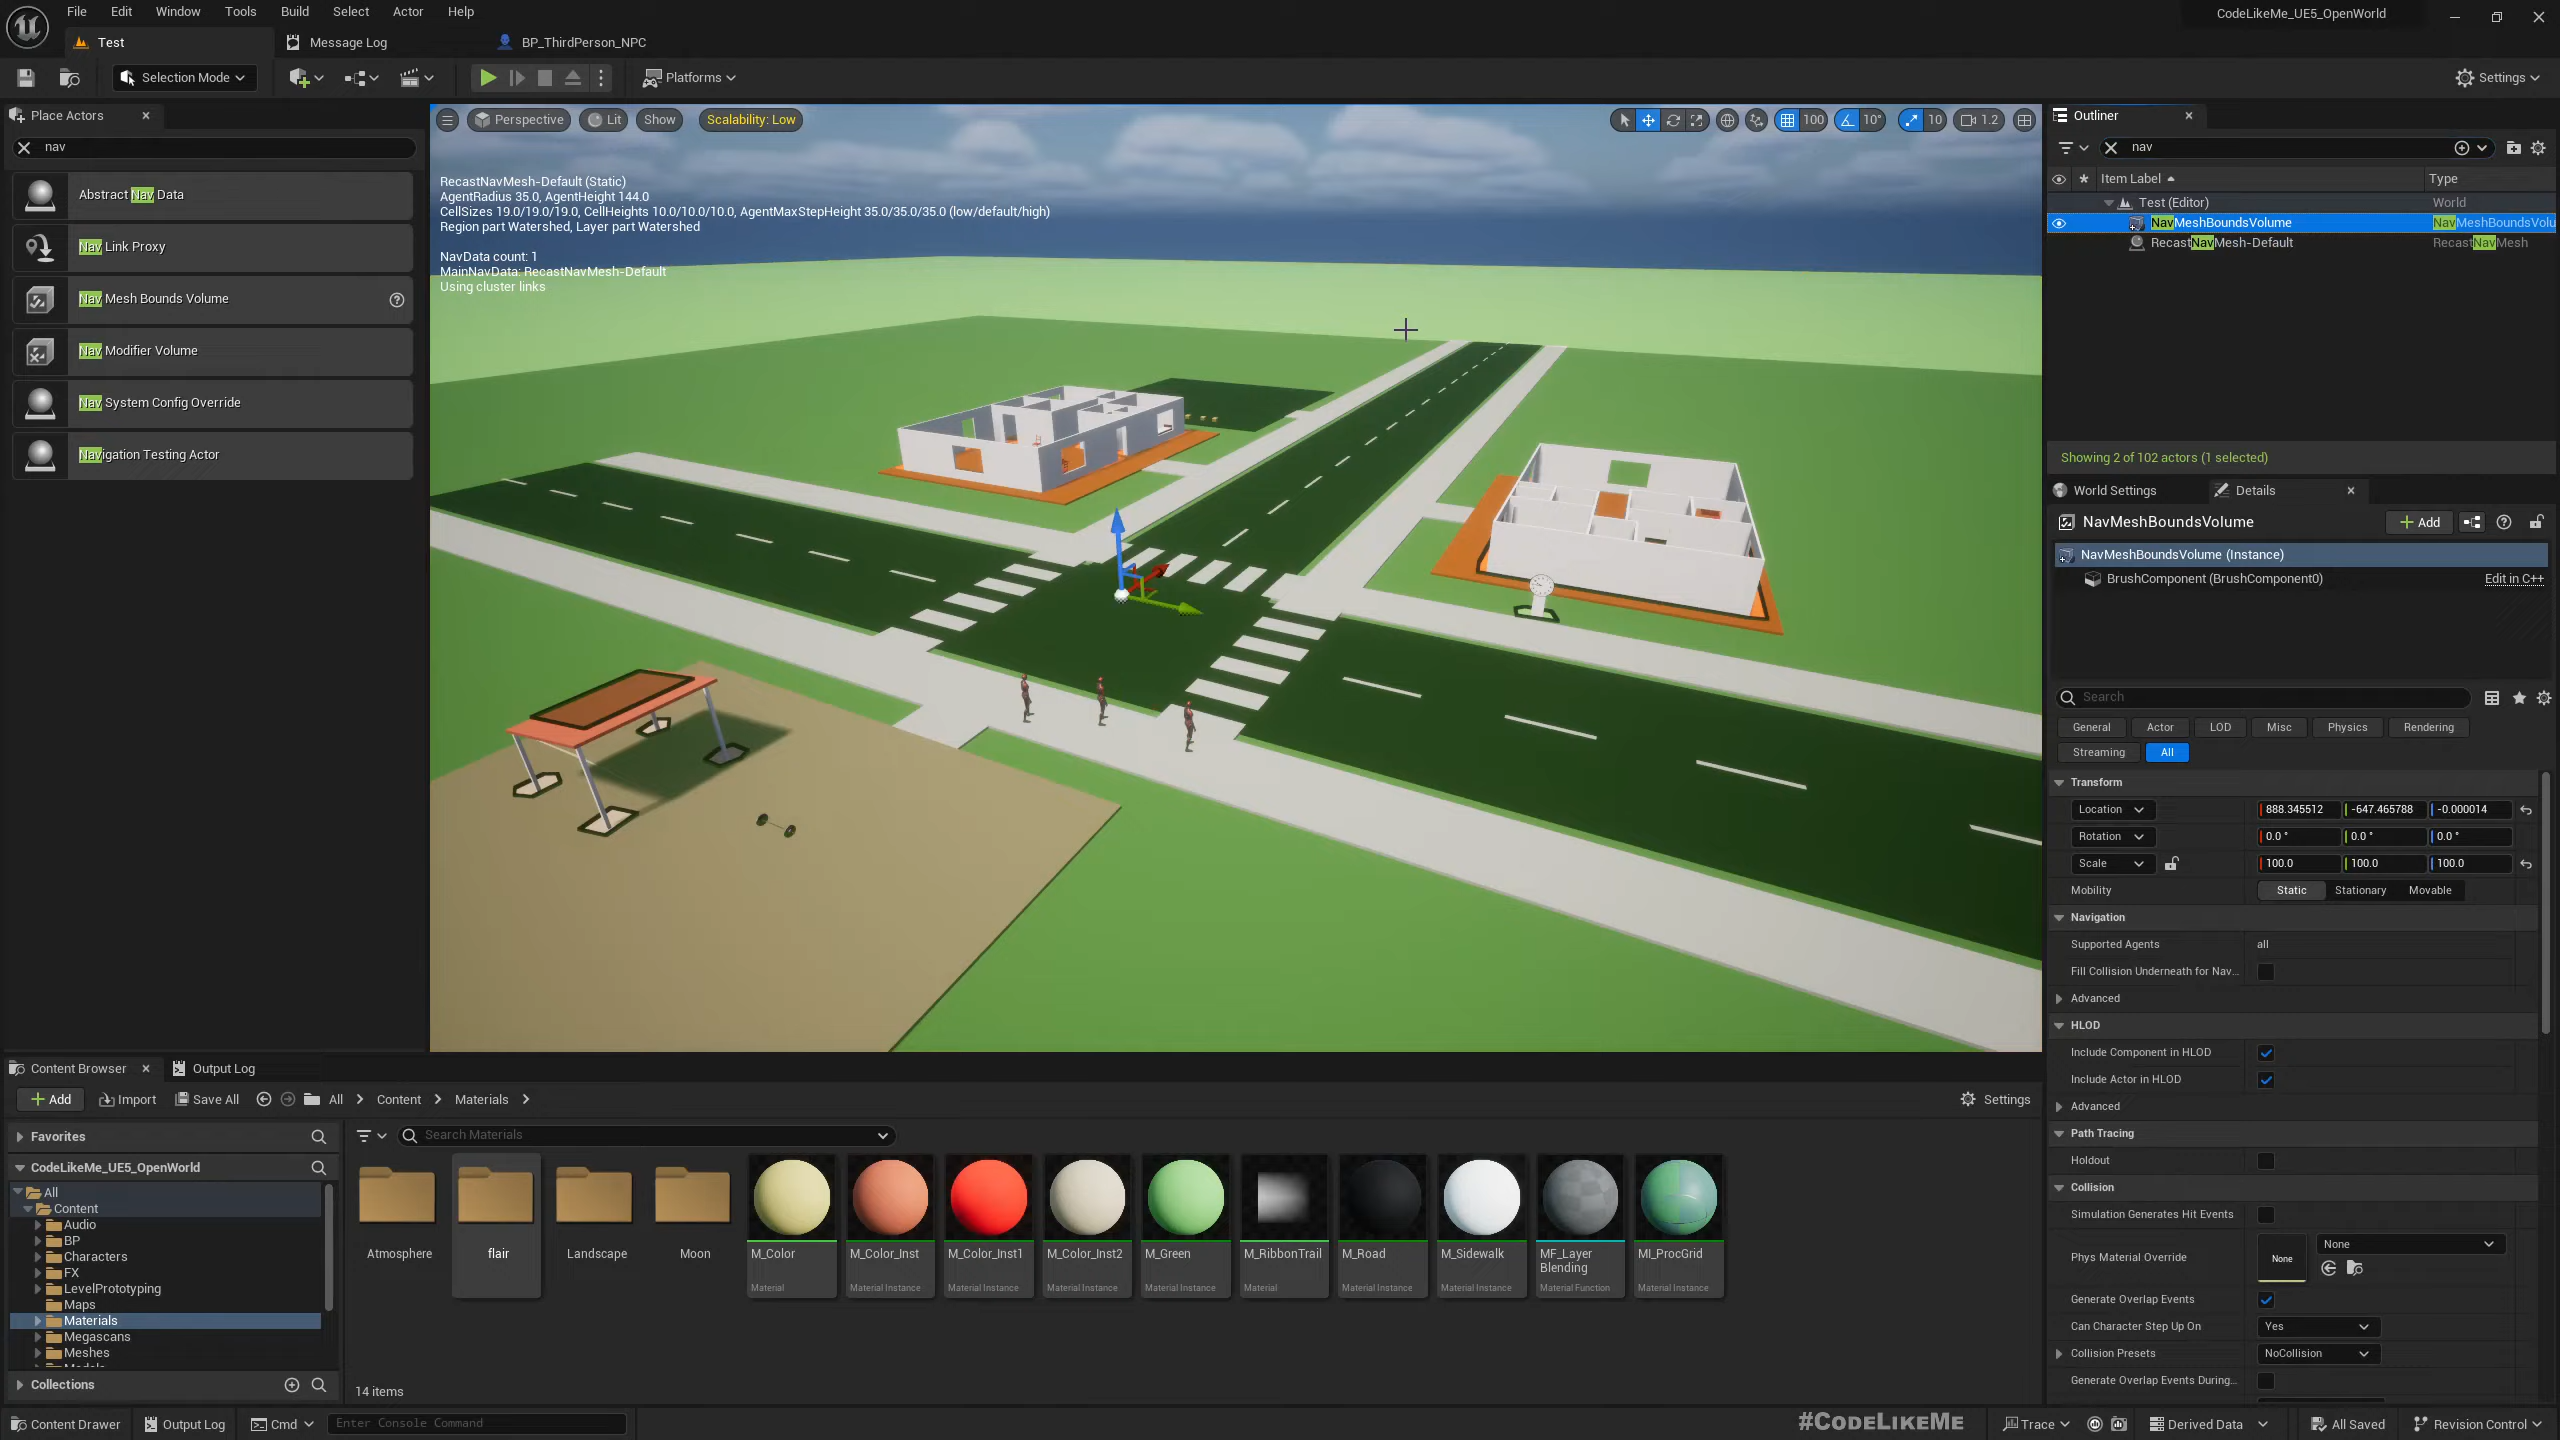 File Edit Window Tools Build Select Actor Help
CodeLikeMe_UE5_OpenWorld
Test Message Log BP_ThirdPerson_NPC
Selection Mode Platforms Settings
Place Actors
nav
Abstract Nav Data
Nav Link Proxy
Nav Mesh Bounds Volume
Nav Modifier Volume
Nav System Config Override
Navigation Testing Actor
Perspective Lit Show Scalability: Low
100 10° 10 1.2
RecastNavMesh-Default (Static)
AgentRadius 35.0, AgentHeight 144.0
CellSizes 19.0/19.0/19.0, CellHeights 10.0/10.0/10.0, AgentMaxStepHeight 35.0/35.0/35.0 (low/default/high)
Region part Watershed, Layer part Watershed
NavData count: 1
MainNavData: RecastNavMesh-Default
Using cluster links
Outliner
nav
Item Label Type
Test (Editor) World
NavMeshBoundsVolume NavMeshBoundsVolu
RecastNavMesh-Default RecastNavMesh
Showing 2 of 102 actors (1 selected)
World Settings Details
NavMeshBoundsVolume Add
NavMeshBoundsVolume (Instance)
BrushComponent (BrushComponent0) Edit in C++
Search
General Actor LOD Misc Physics Rendering
Streaming All
Transform
Location 888.345512 -647.465788 -0.000014
Rotation 0.0 ° 0.0 ° 0.0 °
Scale 100.0 100.0 100.0
Mobility Static Stationary Movable
Navigation
Supported Agents all
Fill Collision Underneath for Nav...
Advanced
HLOD
Include Component in HLOD
Include Actor in HLOD
Advanced
Path Tracing
Holdout
Collision
Simulation Generates Hit Events
Phys Material Override None None
Generate Overlap Events
Can Character Step Up On Yes
Collision Presets NoCollision
Generate Overlap Events During...
Content Browser Output Log
Add Import Save All All Content Materials Settings
Favorites
CodeLikeMe_UE5_OpenWorld
All
Content
Audio
BP
Characters
FX
LevelPrototyping
Maps
Materials
Megascans
Meshes
Collections
Search Materials
Atmosphere flair Landscape Moon
M_Color Material
M_Color_Inst Material Instance
M_Color_Inst1 Material Instance
M_Color_Inst2 Material Instance
M_Green Material Instance
M_RibbonTrail Material
M_Road Material Instance
M_Sidewalk Material Instance
MF_Layer Blending Material Function
MI_ProcGrid Material Instance
14 items
Content Drawer Output Log Cmd Enter Console Command
#CODELIKEME
Trace Derived Data All Saved Revision Control